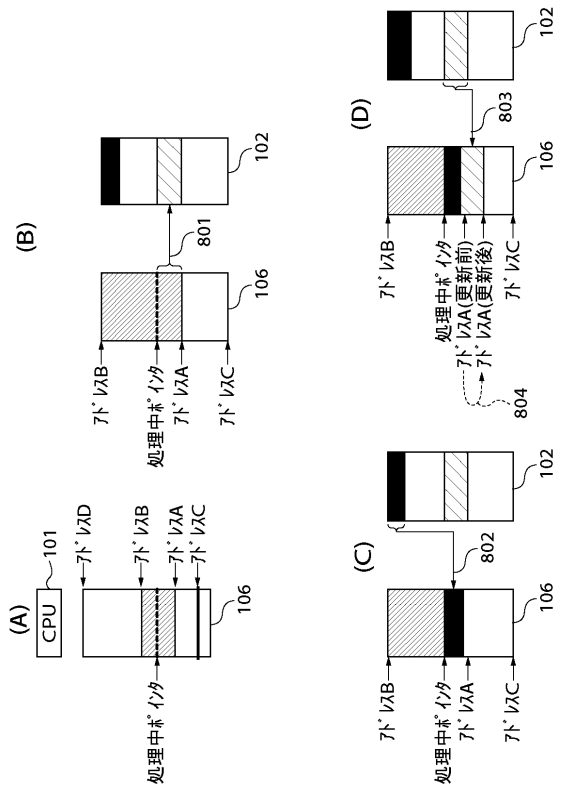 (A)
CPU
101
ｱﾄﾞﾚｽD
ｱﾄﾞﾚｽB
ｱﾄﾞﾚｽA
ｱﾄﾞﾚｽC
処理中ﾎﾟｲﾝﾀ
106
(B)
ｱﾄﾞﾚｽB
処理中ﾎﾟｲﾝﾀ
ｱﾄﾞﾚｽA
ｱﾄﾞﾚｽC
801
106
102
(C)
ｱﾄﾞﾚｽB
処理中ﾎﾟｲﾝﾀ
ｱﾄﾞﾚｽA
ｱﾄﾞﾚｽC
802
106
102
(D)
ｱﾄﾞﾚｽB
処理中ﾎﾟｲﾝﾀ
ｱﾄﾞﾚｽA(更新前)
ｱﾄﾞﾚｽA(更新後)
ｱﾄﾞﾚｽC
804
803
106
102